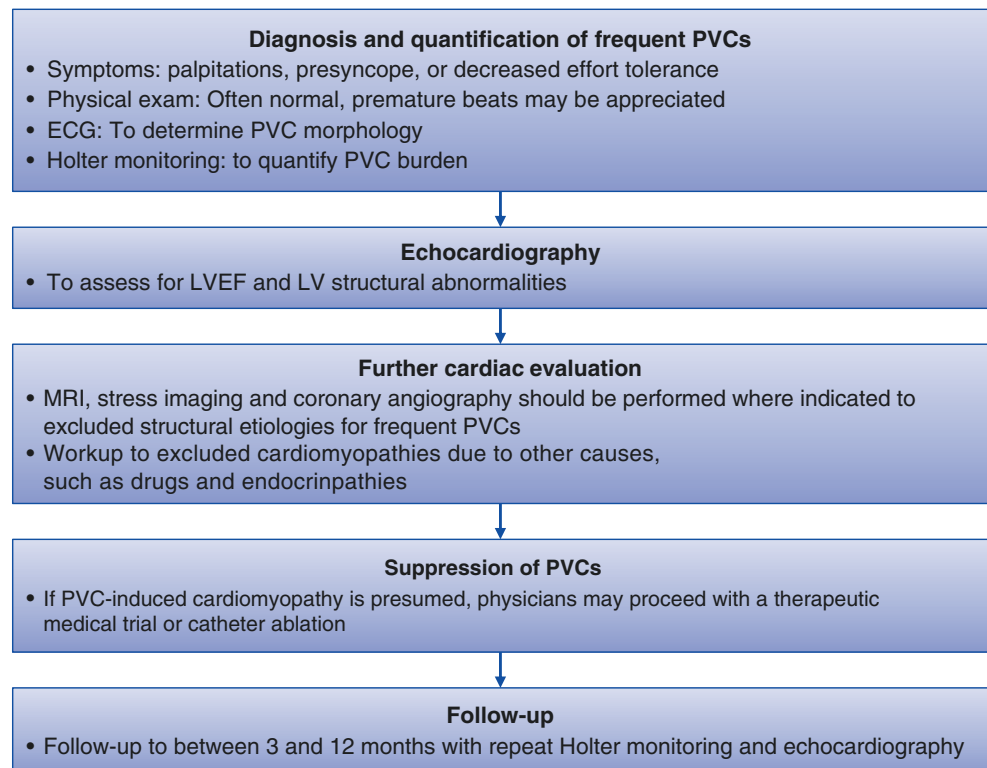 Diagnosis and quantification of frequent PVCs
• Symptoms: palpitations, presyncope, or decreased effort tolerance
• Physical exam: Often normal, premature beats may be appreciated
• ECG: To determine PVC morphology
• Holter monitoring: to quantify PVC burden
Echocardiography
• To assess for LVEF and LV structural abnormalities
Further cardiac evaluation
• MRI, stress imaging and coronary angiography should be performed where indicated to
excluded structural etiologies for frequent PVCs
• Workup to excluded cardiomyopathies due to other causes,
such as drugs and endocrinpathies
Suppression of PVCs
• If PVC-induced cardiomyopathy is presumed, physicians may proceed with a therapeutic
medical trial or catheter ablation
Follow-up
• Follow-up to between 3 and 12 months with repeat Holter monitoring and echocardiography